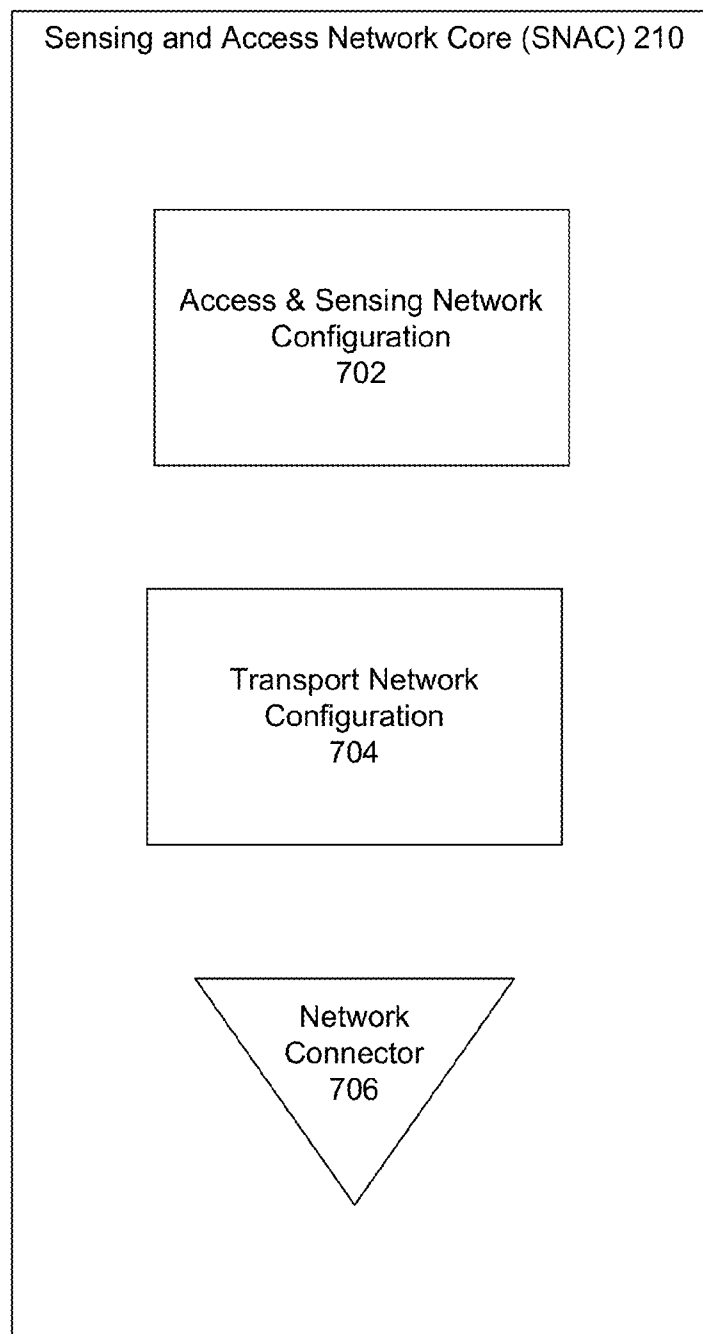 Sensing and Access Network Core (SNAC) 210
Access & Sensing Network
Configuration
702
Transport Network
Configuration
704
Network
Connector
706